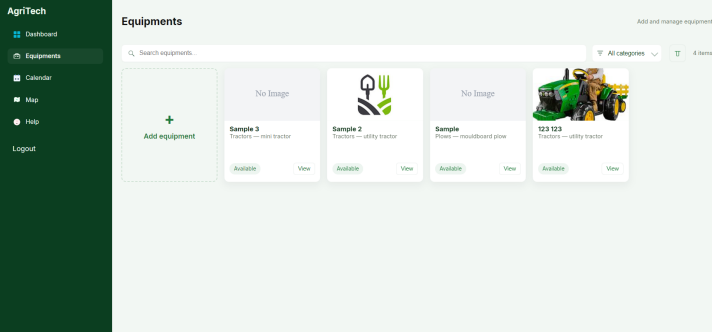 AgriTech
Dashboard
Equipments
Calendar
Map
Help
Logout
Equipments
Add and manage equipment
Search equipments..
All categories
4 items
+
Add equipment
No Image
Sample 3
Tractors — mini tractor
Available
View
Sample 2
Tractors — utility tractor
Available
View
No Image
Sample
Plows — mouldboard plow
Available
View
123 123
Tractors — utility tractor
Available
View